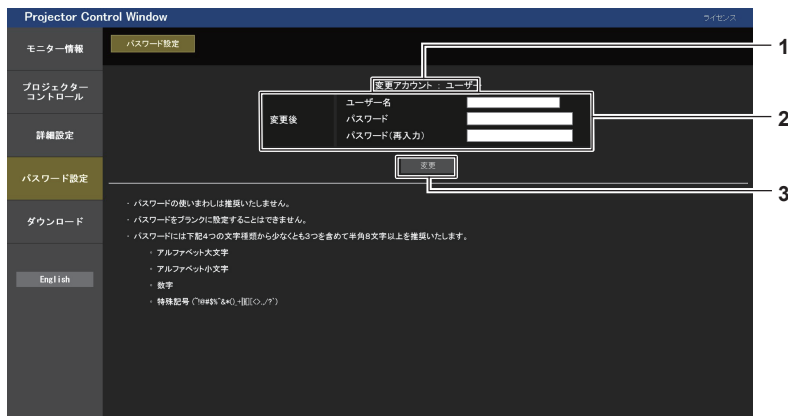 Projector Control Window
ライセンス
モニター情報
パスワード設定
1
プロジェクター
コントロール
変更アカウント : ユーザー
変更後
ユーザー名
パスワード
パスワード(再入力)
2
詳細設定
変更
パスワード設定
3
・ パスワードの使いまわしは推奨いたしません。
・ パスワードをブランクに設定することはできません。
ダウンロード
・ パスワードには下記4つの文字種類から少なくとも3つを含めて半角8文字以上を推奨いたします。
◦ アルファベット大文字
◦ アルファベット小文字
English
◦ 数字
◦ 特殊記号